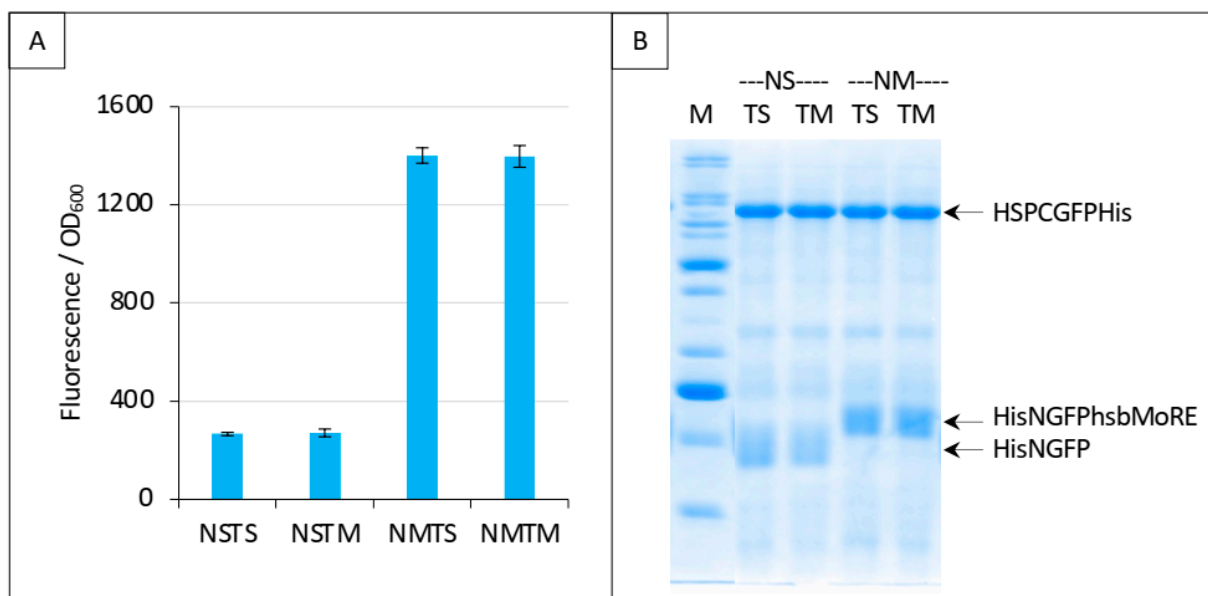 A
Fluorescence / OD600
1600
1200
800
400
0
NSTS NSTM NMTS NMTM
B
---NS---- ---NM----
M TS TM TS TM
HSPCGFPHis
HisNGFPhsbMoRE
HisNGFP